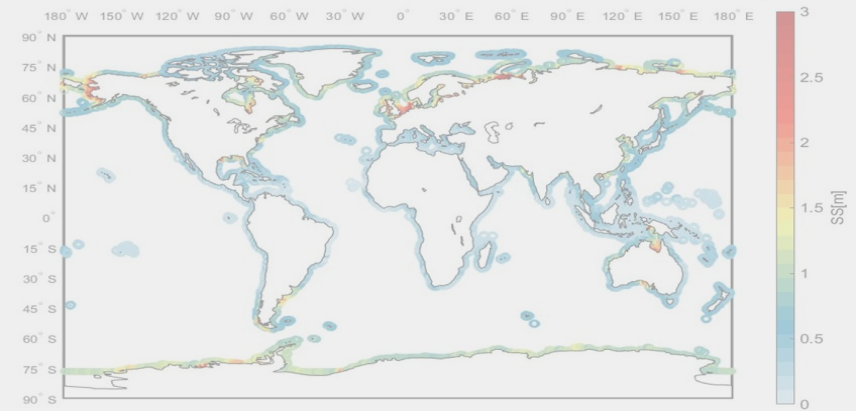 180° W 150° W 120° W 90° W 60° W 30° W 0° 30° E 60° E 90° E 120° E 150° E 180° E
90° N
75° N
60° N
45° N
30° N
15° N
0°
15° S
30° S
45° S
60° S
75° S
90° S
3
2.5
2
1.5
1
0.5
0
SS[m]